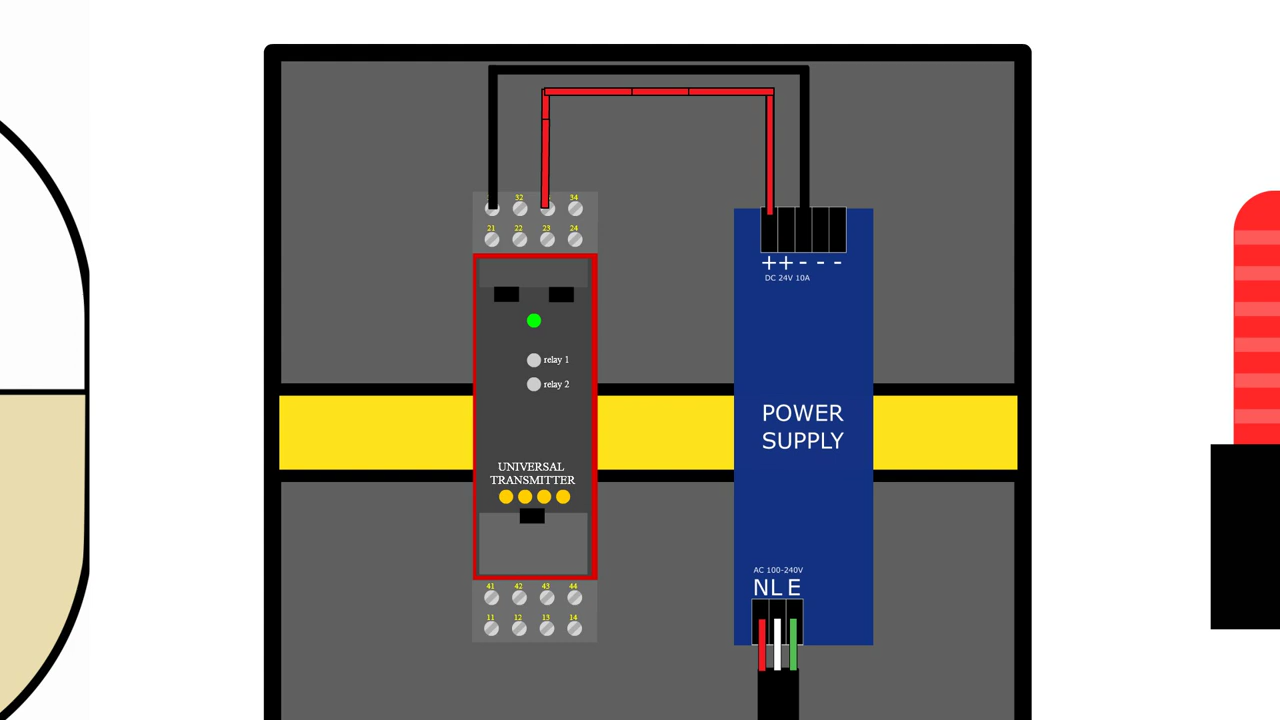 32 34
21 22 23 24
+ + - - -
DC 24V 10A
relay 1
relay 2
POWER
SUPPLY
UNIVERSAL
TRANSMITTER
AC 100-240V
N L E
41 42 43 44
11 12 13 14